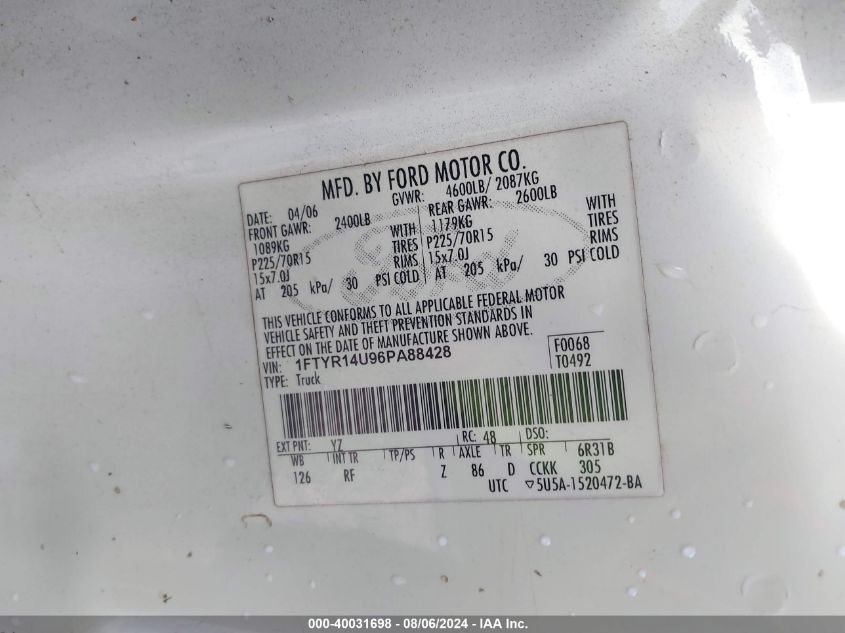 MFD. BY FORD MOTOR CO.
DATE: 04/06 GVWR: 4600LB/ 2087KG
FRONT GAWR: 2400LB REAR GAWR: 2600LB
1089KG WITH 1179KG WITH
P225/70R15 TIRES P225/70R15 TIRES
15x7.0J RIMS 15x7.0J RIMS
AT 205 kPa/ 30 PSI COLD AT 205 kPa/ 30 PSI COLD
THIS VEHICLE CONFORMS TO ALL APPLICABLE FEDERAL MOTOR
VEHICLE SAFETY AND THEFT PREVENTION STANDARDS IN
EFFECT ON THE DATE OF MANUFACTURE SHOWN ABOVE.
VIN: 1FTYR14U96PA88428 F0068
TYPE: Truck T0492
EXT PNT: YZ RC: 48 DSO:
WB INT TR TP/PS R AXLE TR SPR 6R31B
126 RF Z 86 D CCKK 305
UTC ▽5U5A-1520472-BA
000-40031698 - 08/06/2024 - IAA Inc.